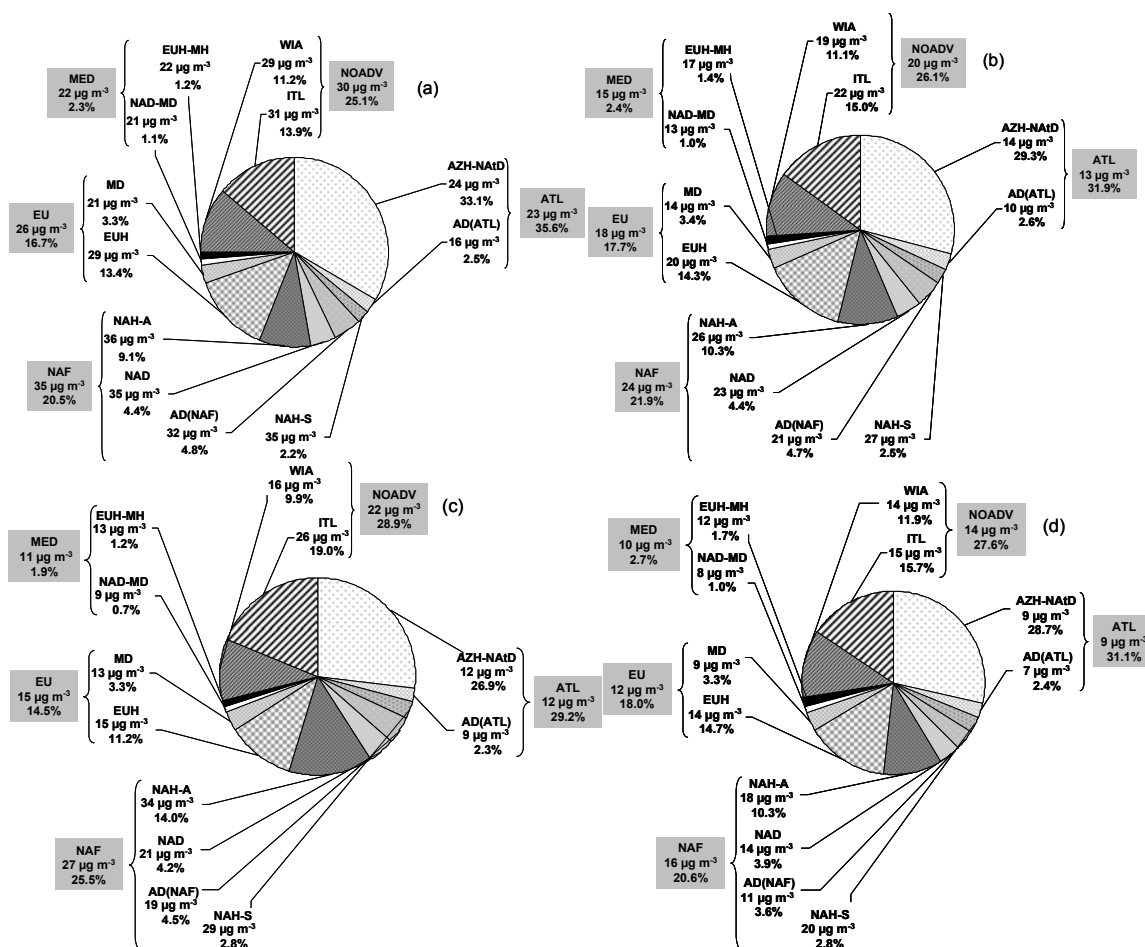 (a)
WIA
29 µg m-3
11.2%
ITL
31 µg m-3
13.9%
NOADV
30 µg m-3
25.1%
EUH-MH
22 µg m-3
1.2%
NAD-MD
21 µg m-3
1.1%
MED
22 µg m-3
2.3%
AZH-NAtD
24 µg m-3
33.1%
AD(ATL)
16 µg m-3
2.5%
ATL
23 µg m-3
35.6%
MD
21 µg m-3
3.3%
EUH
29 µg m-3
13.4%
EU
26 µg m-3
16.7%
NAH-A
36 µg m-3
9.1%
NAD
35 µg m-3
4.4%
AD(NAF)
32 µg m-3
4.8%
NAH-S
35 µg m-3
2.2%
NAF
35 µg m-3
20.5%
(b)
WIA
19 µg m-3
11.1%
ITL
22 µg m-3
15.0%
NOADV
20 µg m-3
26.1%
EUH-MH
17 µg m-3
1.4%
NAD-MD
13 µg m-3
1.0%
MED
15 µg m-3
2.4%
AZH-NAtD
14 µg m-3
29.3%
AD(ATL)
10 µg m-3
2.6%
ATL
13 µg m-3
31.9%
MD
14 µg m-3
3.4%
EUH
20 µg m-3
14.3%
EU
18 µg m-3
17.7%
NAH-A
26 µg m-3
10.3%
NAD
23 µg m-3
4.4%
AD(NAF)
21 µg m-3
4.7%
NAH-S
27 µg m-3
2.5%
NAF
24 µg m-3
21.9%
(c)
WIA
16 µg m-3
9.9%
ITL
26 µg m-3
19.0%
NOADV
22 µg m-3
28.9%
EUH-MH
13 µg m-3
1.2%
NAD-MD
9 µg m-3
0.7%
MED
11 µg m-3
1.9%
AZH-NAtD
12 µg m-3
26.9%
AD(ATL)
9 µg m-3
2.3%
ATL
12 µg m-3
29.2%
MD
13 µg m-3
3.3%
EUH
15 µg m-3
11.2%
EU
15 µg m-3
14.5%
NAH-A
34 µg m-3
14.0%
NAD
21 µg m-3
4.2%
AD(NAF)
19 µg m-3
4.5%
NAH-S
29 µg m-3
2.8%
NAF
27 µg m-3
25.5%
(d)
WIA
14 µg m-3
11.9%
ITL
15 µg m-3
15.7%
NOADV
14 µg m-3
27.6%
EUH-MH
12 µg m-3
1.7%
NAD-MD
8 µg m-3
1.0%
MED
10 µg m-3
2.7%
AZH-NAtD
9 µg m-3
28.7%
AD(ATL)
7 µg m-3
2.4%
ATL
9 µg m-3
31.1%
MD
9 µg m-3
3.3%
EUH
14 µg m-3
14.7%
EU
12 µg m-3
18.0%
NAH-A
18 µg m-3
10.3%
NAD
14 µg m-3
3.9%
AD(NAF)
11 µg m-3
3.6%
NAH-S
20 µg m-3
2.8%
NAF
16 µg m-3
20.6%